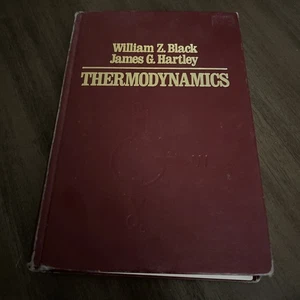 William Z. Black
James G. Hartley
THERMODYNAMICS